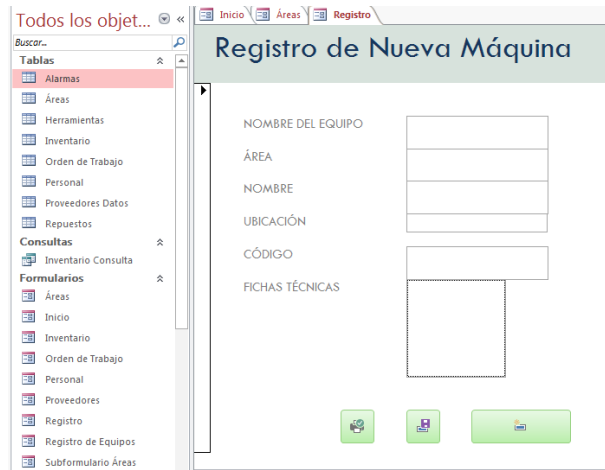 Todos los objet...
Buscar...
Tablas
Alarmas
Áreas
Herramientas
Inventario
Orden de Trabajo
Personal
Proveedores Datos
Repuestos
Consultas
Inventario Consulta
Formularios
Áreas
Inicio
Inventario
Orden de Trabajo
Personal
Proveedores
Registro
Registro de Equipos
Subformulario Áreas
Inicio Áreas Registro
Registro de Nueva Máquina
NOMBRE DEL EQUIPO
ÁREA
NOMBRE
UBICACIÓN
CÓDIGO
FICHAS TÉCNICAS